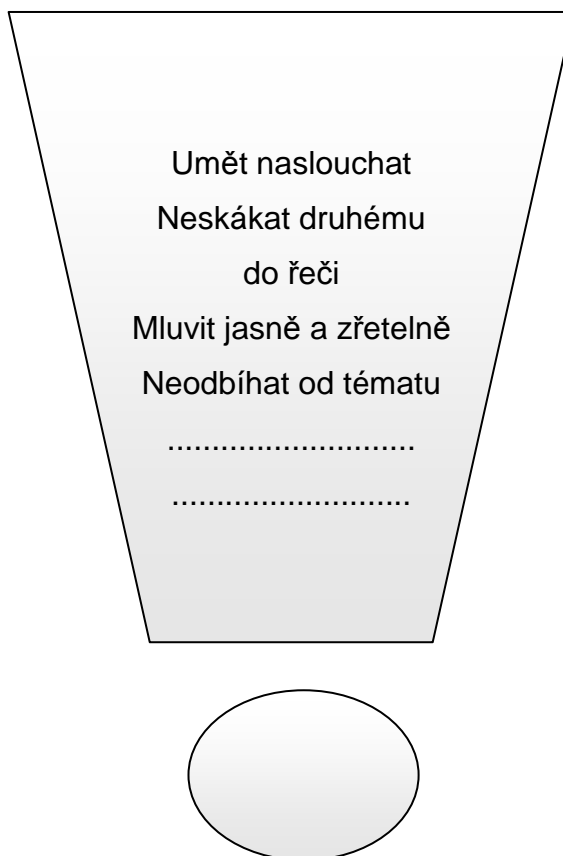 Umět naslouchat
Neskákat druhému
do řeči
Mluvit jasně a zřetelně
Neodbíhat od tématu
............................
...........................